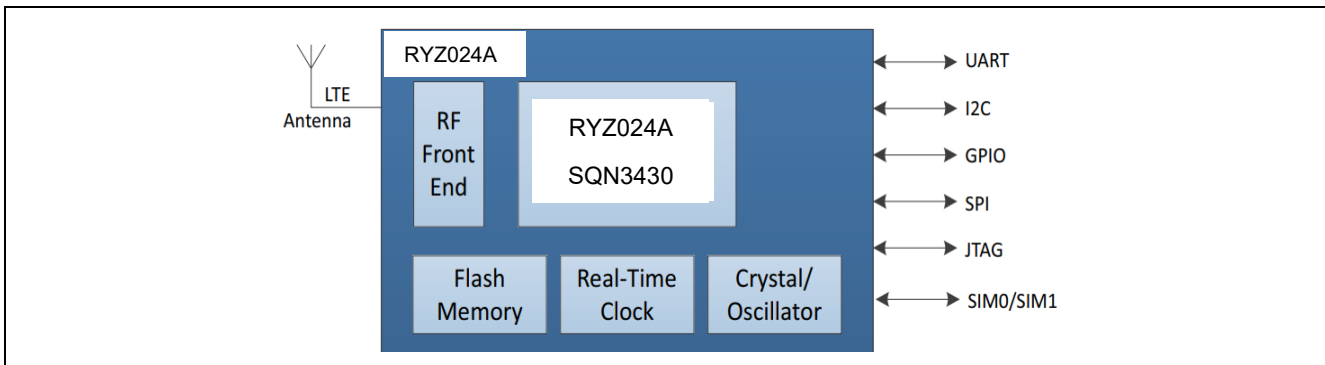 RYZ024A
LTE
Antenna
RF
Front
End
RYZ024A
SQN3430
Flash
Memory
Real-Time
Clock
Crystal/
Oscillator
UART
I2C
GPIO
SPI
JTAG
SIM0/SIM1